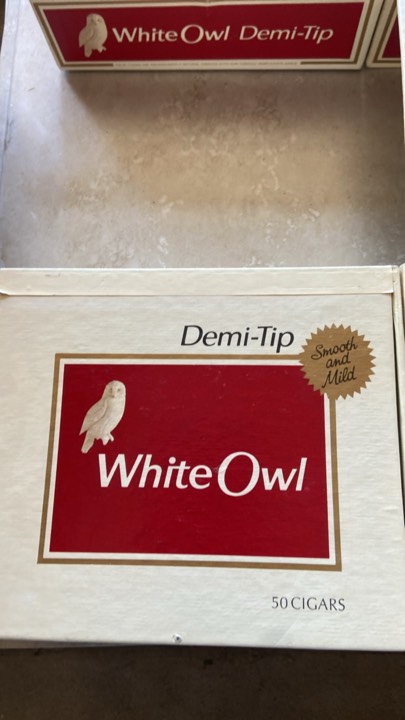 White Owl Demi-Tip
Demi-Tip
Smooth
and
Mild
White Owl
50 CIGARS